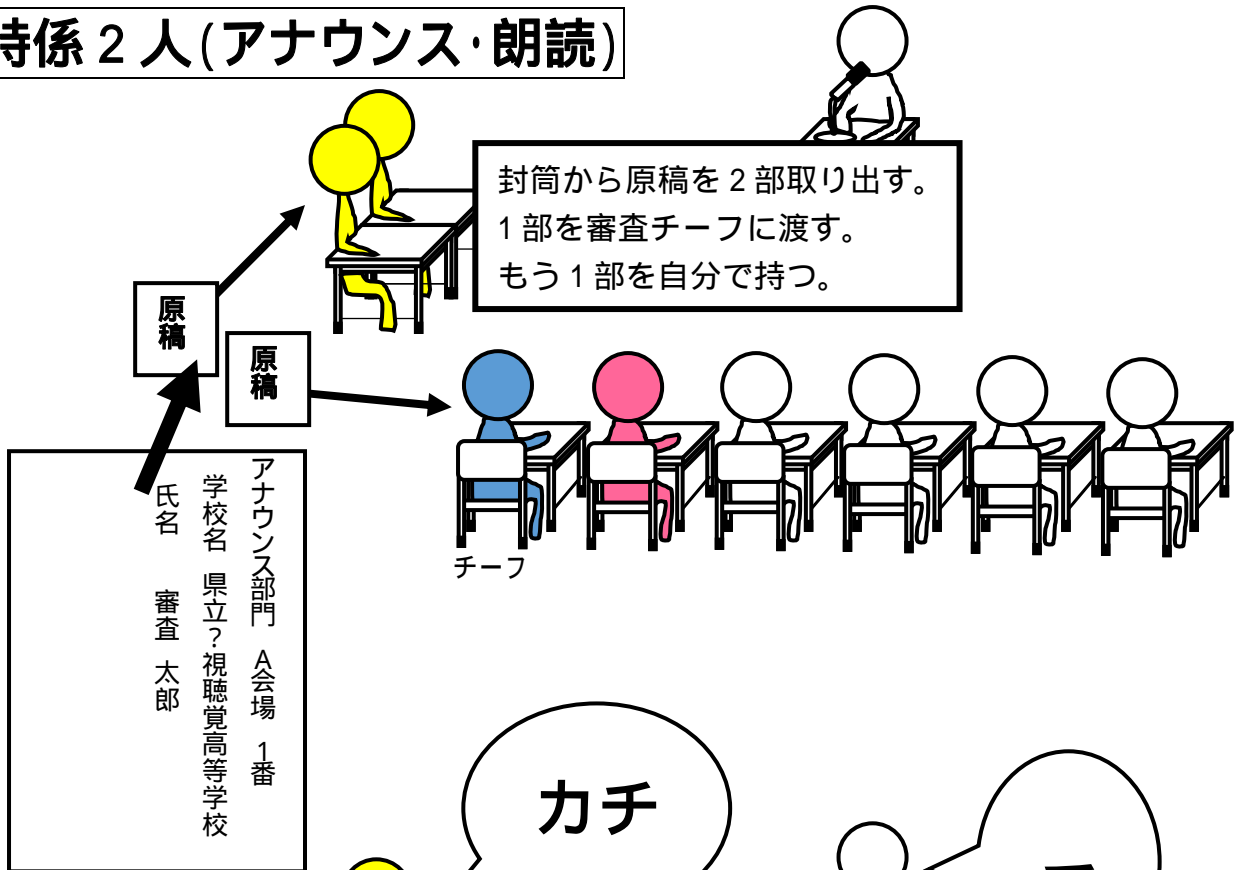 時係２人(アナウンス・朗読)
封筒から原稿を２部取り出す。
1部を審査チーフに渡す。
もう１部を自分で持つ。
原稿
原稿
チーフ
アナウンス部門　A会場　1番
学校名　県立？視聴覚高等学校
氏名　　審査　太郎
カチ